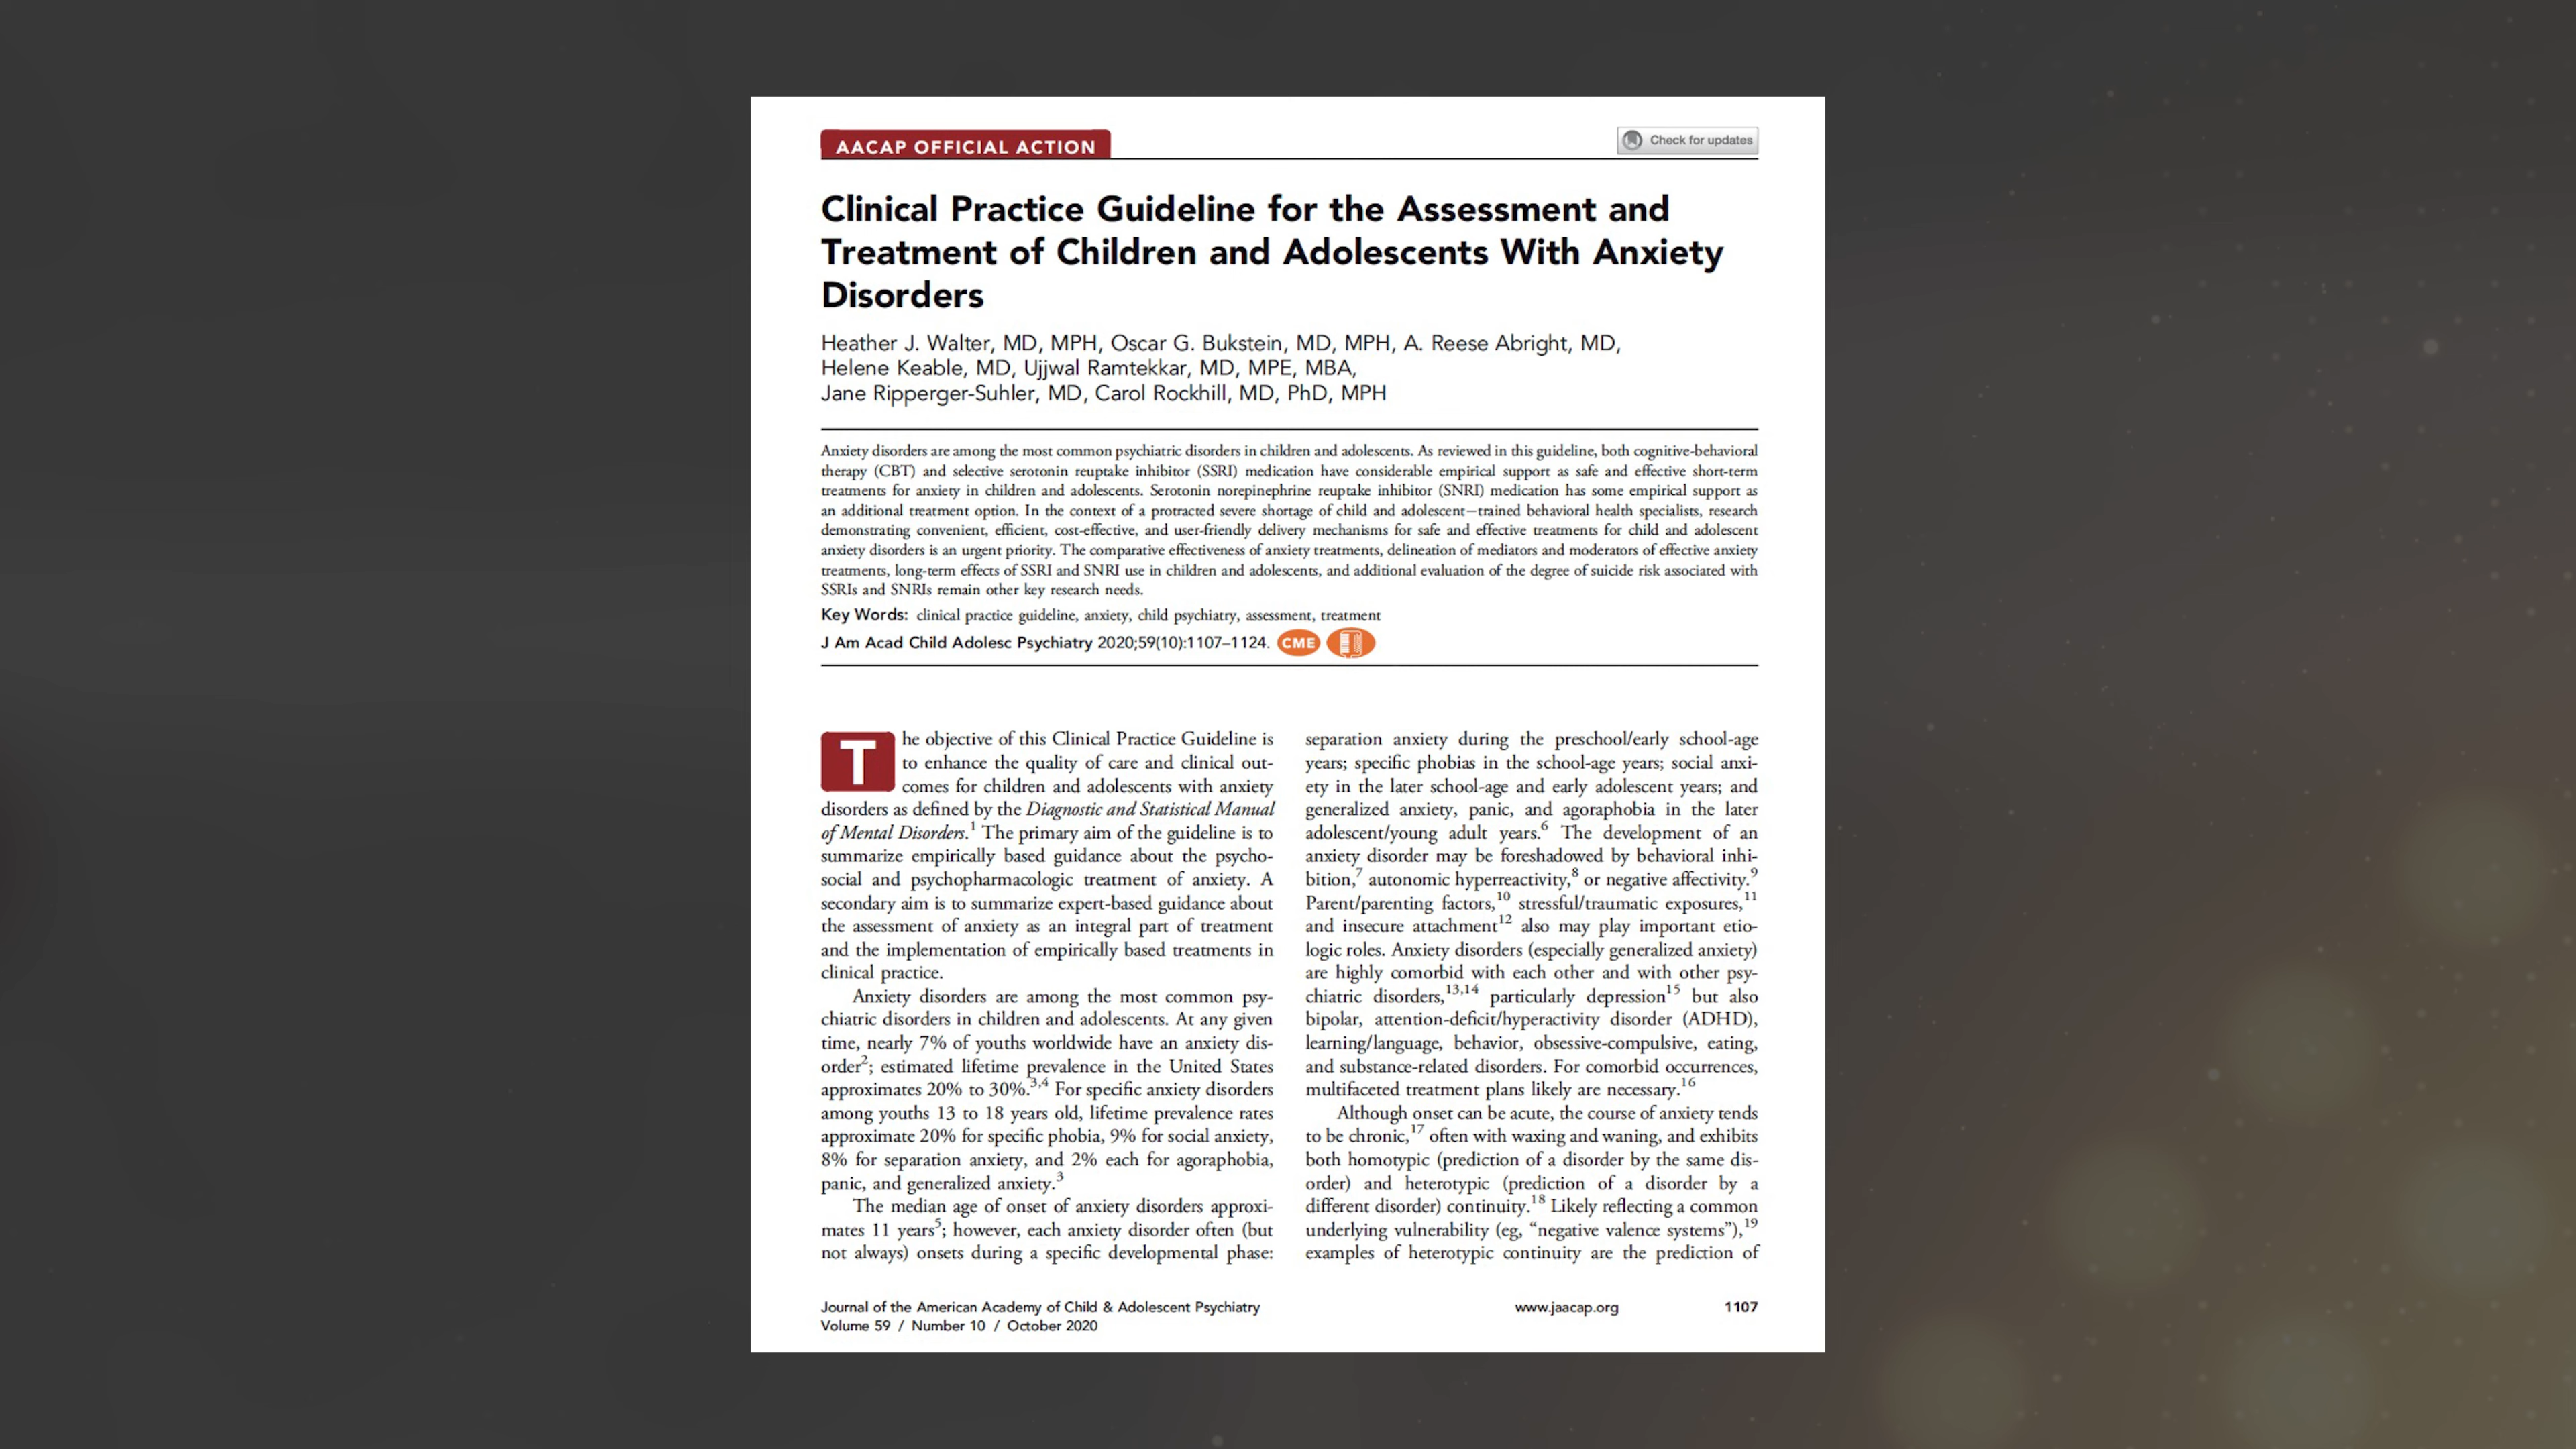 AACAP OFFICIAL ACTION
Check for updates
Clinical Practice Guideline for the Assessment and
Treatment of Children and Adolescents With Anxiety
Disorders
Heather J. Walter, MD, MPH, Oscar G. Bukstein, MD, MPH, A. Reese Abright, MD,
Helene Keable, MD, Ujjwal Ramtekkar, MD, MPE, MBA,
Jane Ripperger-Suhler, MD, Carol Rockhill, MD, PhD, MPH
Anxiety disorders are among the most common psychiatric disorders in children and adolescents. As reviewed in this guideline, both cognitive-behavioral
therapy (CBT) and selective serotonin reuptake inhibitor (SSRI) medication have considerable empirical support as safe and effective short-term
treatments for anxiety in children and adolescents. Serotonin norepinephrine reuptake inhibitor (SNRI) medication has some empirical support as
an additional treatment option. In the context of a protracted severe shortage of child and adolescent–trained behavioral health specialists, research
demonstrating convenient, efficient, cost-effective, and user-friendly delivery mechanisms for safe and effective treatments for child and adolescent
anxiety disorders is an urgent priority. The comparative effectiveness of anxiety treatments, delineation of mediators and moderators of effective anxiety
treatments, long-term effects of SSRI and SNRI use in children and adolescents, and additional evaluation of the degree of suicide risk associated with
SSRIs and SNRIs remain other key research needs.
Key Words: clinical practice guideline, anxiety, child psychiatry, assessment, treatment
J Am Acad Child Adolesc Psychiatry 2020;59(10):1107–1124. CME
The objective of this Clinical Practice Guideline is
to enhance the quality of care and clinical out-
comes for children and adolescents with anxiety
disorders as defined by the Diagnostic and Statistical Manual
of Mental Disorders.1 The primary aim of the guideline is to
summarize empirically based guidance about the psycho-
social and psychopharmacologic treatment of anxiety. A
secondary aim is to summarize expert-based guidance about
the assessment of anxiety as an integral part of treatment
and the implementation of empirically based treatments in
clinical practice.
Anxiety disorders are among the most common psy-
chiatric disorders in children and adolescents. At any given
time, nearly 7% of youths worldwide have an anxiety dis-
order2; estimated lifetime prevalence in the United States
approximates 20% to 30%.3,4 For specific anxiety disorders
among youths 13 to 18 years old, lifetime prevalence rates
approximate 20% for specific phobia, 9% for social anxiety,
8% for separation anxiety, and 2% each for agoraphobia,
panic, and generalized anxiety.3
The median age of onset of anxiety disorders approxi-
mates 11 years5; however, each anxiety disorder often (but
not always) onsets during a specific developmental phase:
separation anxiety during the preschool/early school-age
years; specific phobias in the school-age years; social anxi-
ety in the later school-age and early adolescent years; and
generalized anxiety, panic, and agoraphobia in the later
adolescent/young adult years.6 The development of an
anxiety disorder may be foreshadowed by behavioral inhi-
bition,7 autonomic hyperreactivity,8 or negative affectivity.9
Parent/parenting factors,10 stressful/traumatic exposures,11
and insecure attachment12 also may play important etio-
logic roles. Anxiety disorders (especially generalized anxiety)
are highly comorbid with each other and with other psy-
chiatric disorders,13,14 particularly depression15 but also
bipolar, attention-deficit/hyperactivity disorder (ADHD),
learning/language, behavior, obsessive-compulsive, eating,
and substance-related disorders. For comorbid occurrences,
multifaceted treatment plans likely are necessary.16
Although onset can be acute, the course of anxiety tends
to be chronic,17 often with waxing and waning, and exhibits
both homotypic (prediction of a disorder by the same dis-
order) and heterotypic (prediction of a disorder by a
different disorder) continuity.18 Likely reflecting a common
underlying vulnerability (eg, “negative valence systems”),19
examples of heterotypic continuity are the prediction of
Journal of the American Academy of Child & Adolescent Psychiatry
Volume 59 / Number 10 / October 2020
www.jaacap.org
1107